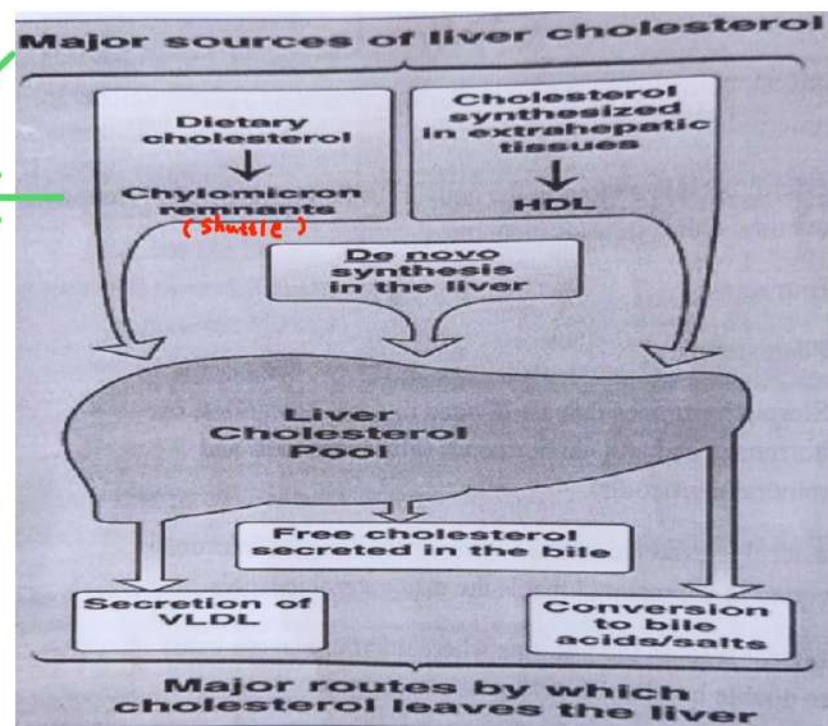 Major sources of liver cholesterol
Dietary
cholesterol
Chylomicron
remnants
( Shuttle )
Cholesterol
synthesized
in extrahepatic
tissues
HDL
De novo
synthesis
in the liver
Liver
Cholesterol
Pool
Free cholesterol
secreted in the bile
Secretion of
VLDL
Conversion
to bile
acids/salts
Major routes by which
cholesterol leaves the liver